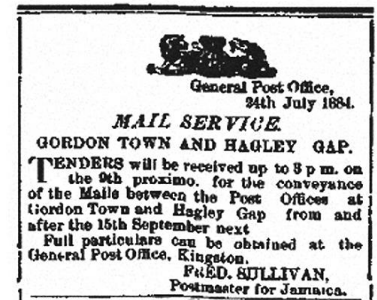 General Post Office,
24th July 1884.
MAIL SERVICE.
GORDON TOWN AND HAGLEY GAP.
TENDERS will be received up to 3 p m. on
the 9th proximo, for the conveyance
of the Mails between the Post Offices at
Gordon Town and Hagley Gap from and
after the 15th September next
Full particulars can be obtained at the
General Post Office, Kingston.
FRED. SULLIVAN,
Postmaster for Jamaica.